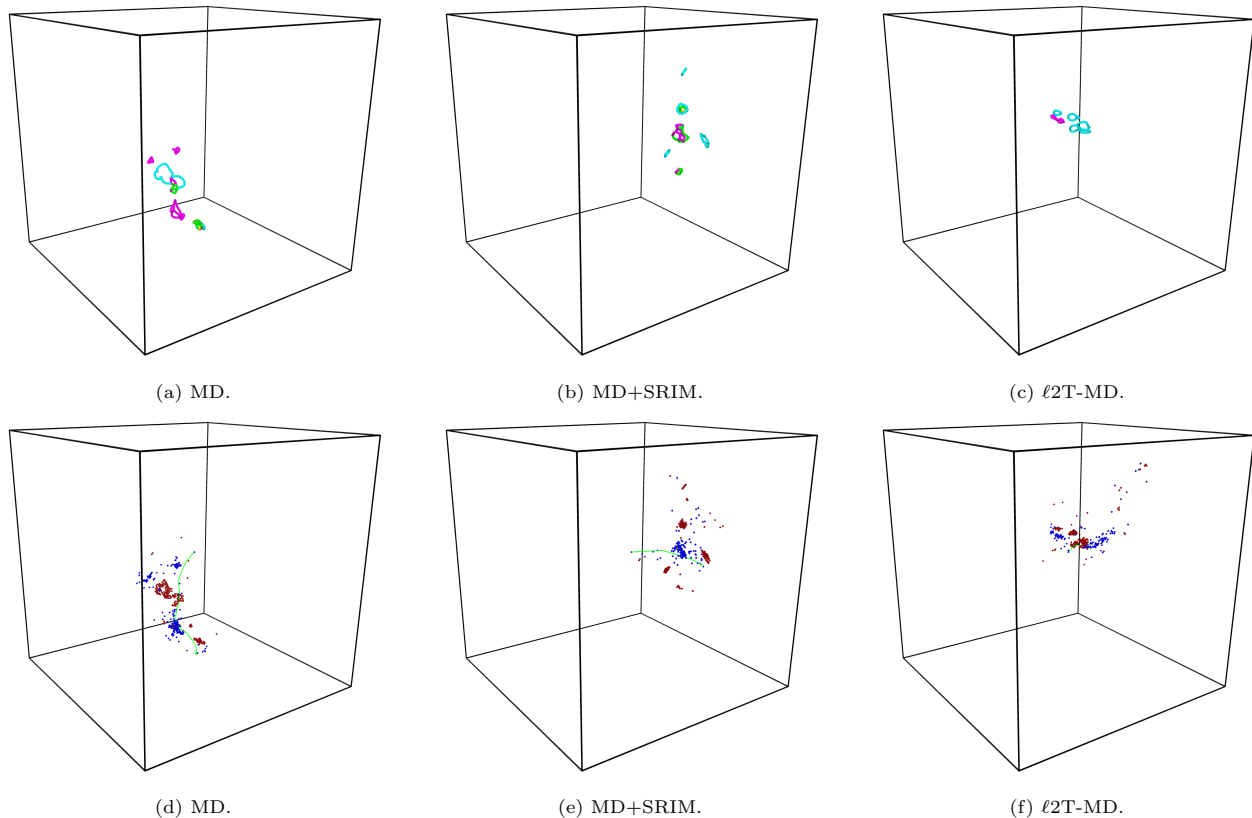 (a) MD.
(b) MD+SRIM.
(c) ℓ2T-MD.
(d) MD.
(e) MD+SRIM.
(f) ℓ2T-MD.